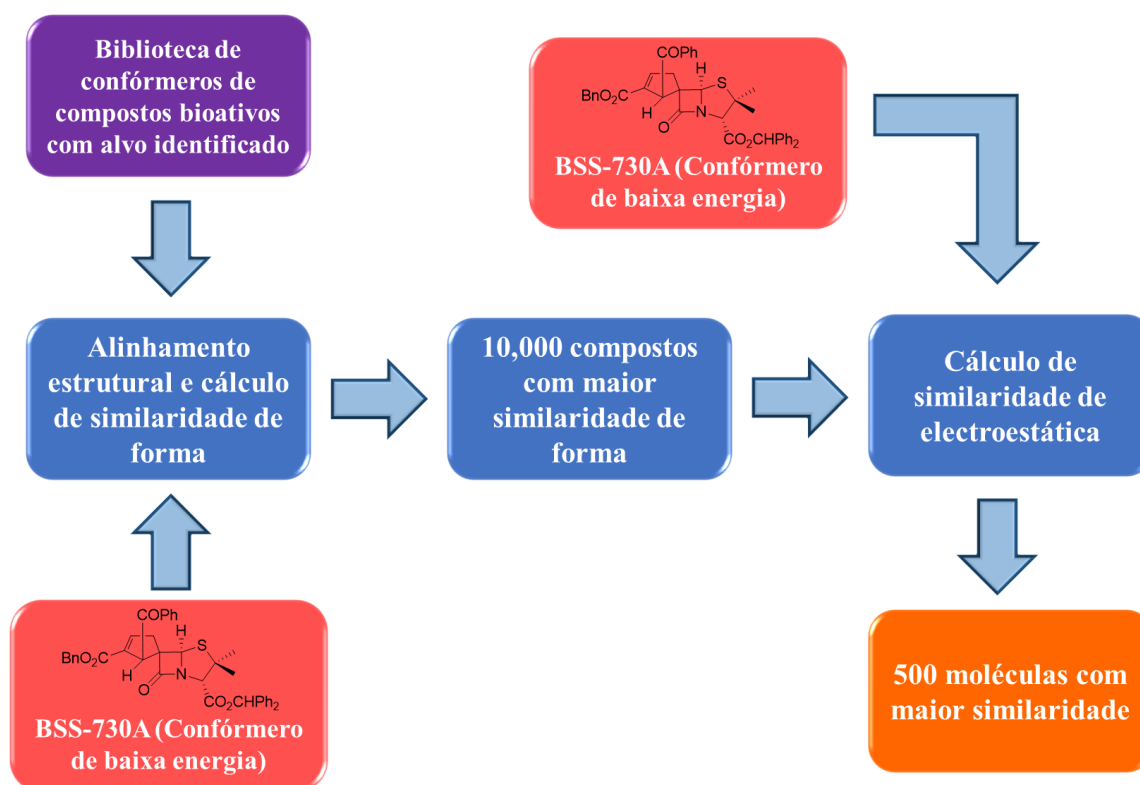 Biblioteca de
confórmeros de
compostos bioativos
com alvo identificado
COPh
H
S
BnO₂C
H
N
O
CO₂CHPh₂
BSS-730A (Confórmero
de baixa energia)
Alinhamento
estrutural e cálculo
de similaridade de
forma
10,000 compostos
com maior
similaridade de
forma
Cálculo de
similaridade de
electroestática
COPh
H
S
BnO₂C
H
N
O
CO₂CHPh₂
BSS-730A (Confórmero
de baixa energia)
500 moléculas com
maior similaridade